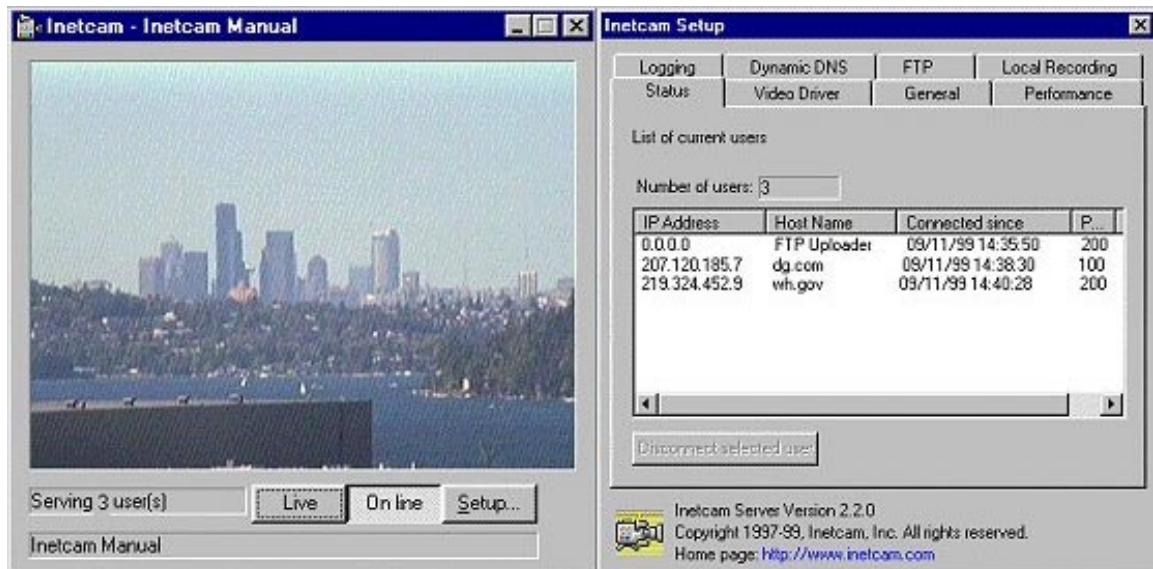 Inetcam - Inetcam Manual
Serving 3 user(s)
Live
On line
Setup...
Inetcam Manual
Inetcam Setup
Logging Dynamic DNS FTP Local Recording
Status Video Driver General Performance
List of current users
Number of users: 3
IP Address Host Name Connected since P...
0.0.0.0 FTP Uploader 09/11/99 14:35:50 200
207.120.185.7 dg.com 09/11/99 14:38:30 100
219.324.452.9 wh.gov 09/11/99 14:40:28 200
Disconnect selected user
Inetcam Server Version 2.2.0
Copyright 1997-99, Inetcam, Inc. All rights reserved.
Home page: http://www.inetcam.com